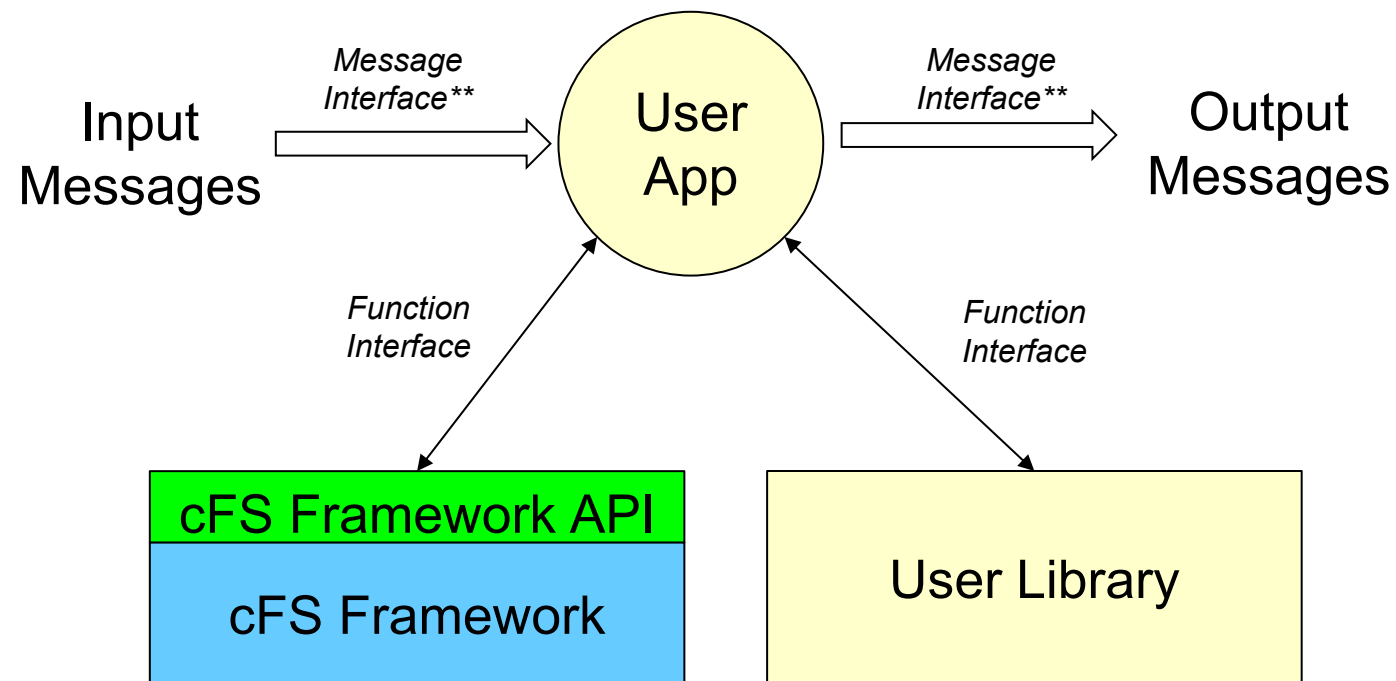 Input
Messages
Message
Interface**
User
App
Message
Interface**
Output
Messages
Function
Interface
Function
Interface
cFS Framework API
cFS Framework
User Library